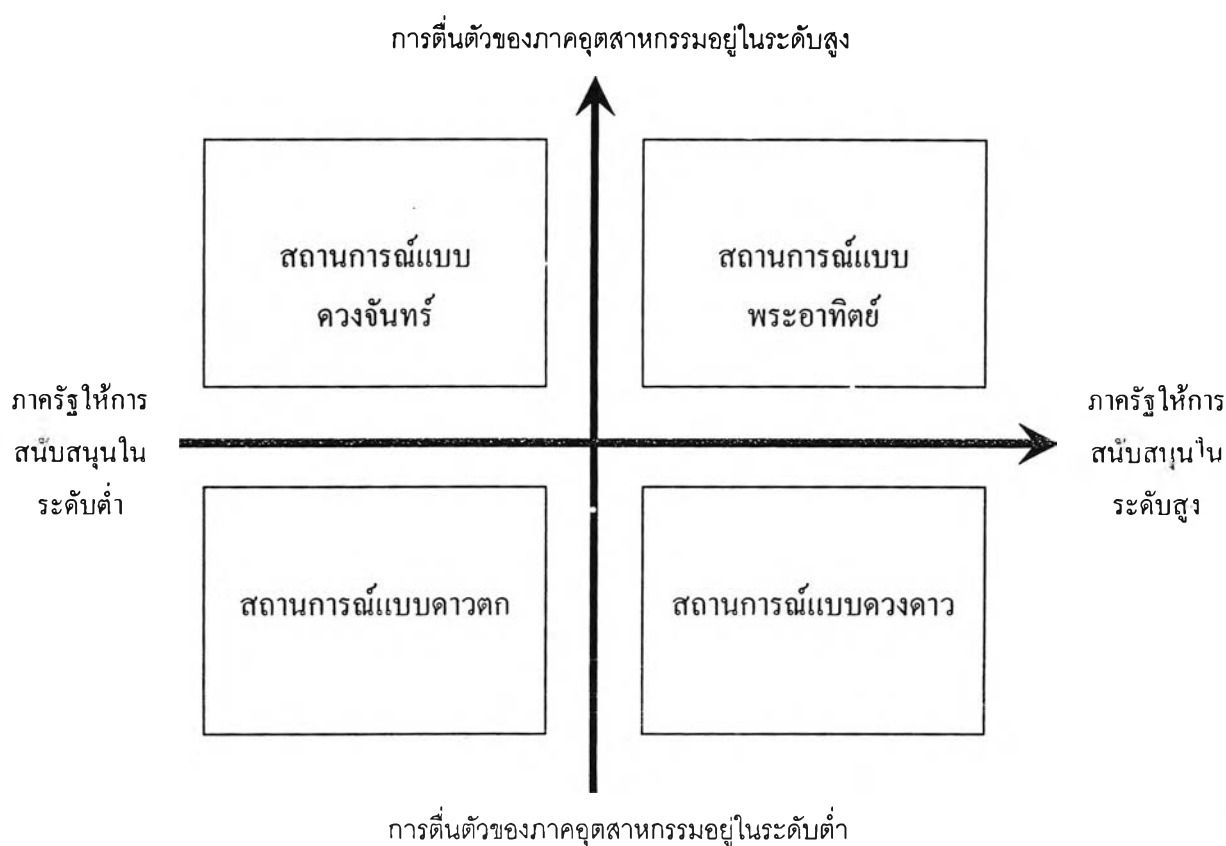 การตื่นตัวของภาคอุตสาหกรรมอยู่ในระดับสูง
สถานการณ์แบบ
ดวงจันทร์
สถานการณ์แบบ
พระอาทิตย์
ภาครัฐให้การ
สนับสนุนใน
ระดับต่ำ
ภาครัฐให้การ
สนับสนุนใน
ระดับสูง
สถานการณ์แบบดาวตก
สถานการณ์แบบดวงดาว
การตื่นตัวของภาคอุตสาหกรรมอยู่ในระดับต่ำ